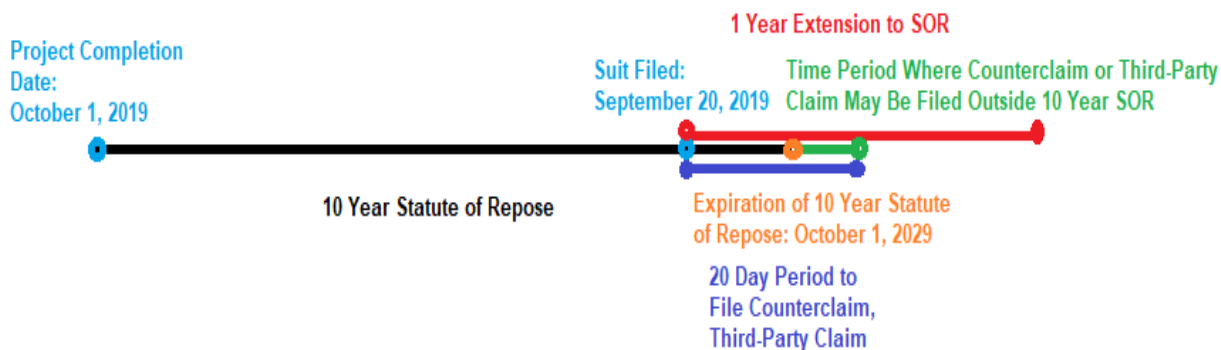 1 Year Extension to SOR
Project Completion
Date:
October 1, 2019
Suit Filed:
September 20, 2019
Time Period Where Counterclaim or Third-Party
Claim May Be Filed Outside 10 Year SOR
10 Year Statute of Repose
Expiration of 10 Year Statute
of Repose: October 1, 2029
20 Day Period to
File Counterclaim,
Third-Party Claim